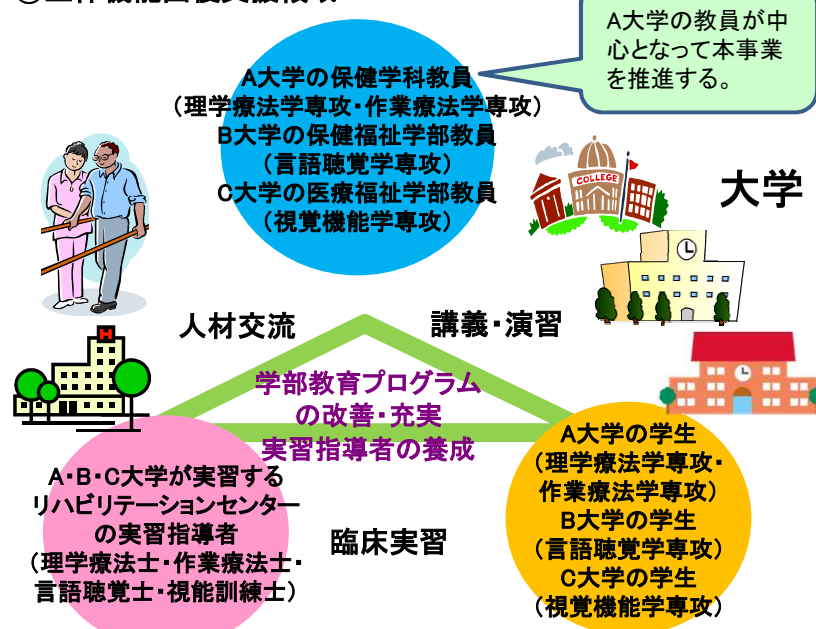 A大学の教員が中
心となって本事業
を推進する。
A大学の保健学科教員
（理学療法学専攻・作業療法学専攻）
B大学の保健福祉学部教員
（言語聴覚学専攻）
C大学の医療福祉学部教員
（視覚機能学専攻）
COLLEGE
大学
人材交流
講義・演習
H
学部教育プログラム
の改善・充実
実習指導者の養成
A・B・C大学が実習する
リハビリテーションセンター
の実習指導者
（理学療法士・作業療法士・
言語聴覚士・視能訓練士）
臨床実習
A大学の学生
（理学療法学専攻・
作業療法学専攻）
B大学の学生
（言語聴覚学専攻）
C大学の学生
（視覚機能学専攻）